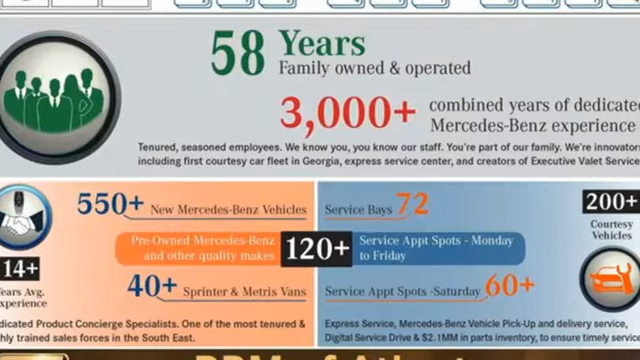 58 Years
Family owned & operated
3,000+ combined years of dedicated
Mercedes-Benz experience
Tenured, seasoned employees. We know you, you know our staff. You're part of our family. We're innovators
including first courtesy car fleet in Georgia, express service center, and creators of Executive Valet Service
550+ New Mercedes-Benz Vehicles
Pre-Owned Mercedes-Benz
and other quality makes
120+
40+ Sprinter & Metris Vans
14+
Years Avg.
Experience
dicated Product Concierge Specialists. One of the most tenured &
hly trained sales forces in the South East.
Service Bays 72
Service Appt Spots - Monday
to Friday
Service Appt Spots -Saturday 60+
200+
Courtesy
Vehicles
Express Service, Mercedes-Benz Vehicle Pick-Up and delivery service,
Digital Service Drive & $2.1MM in parts inventory, to ensure timely service